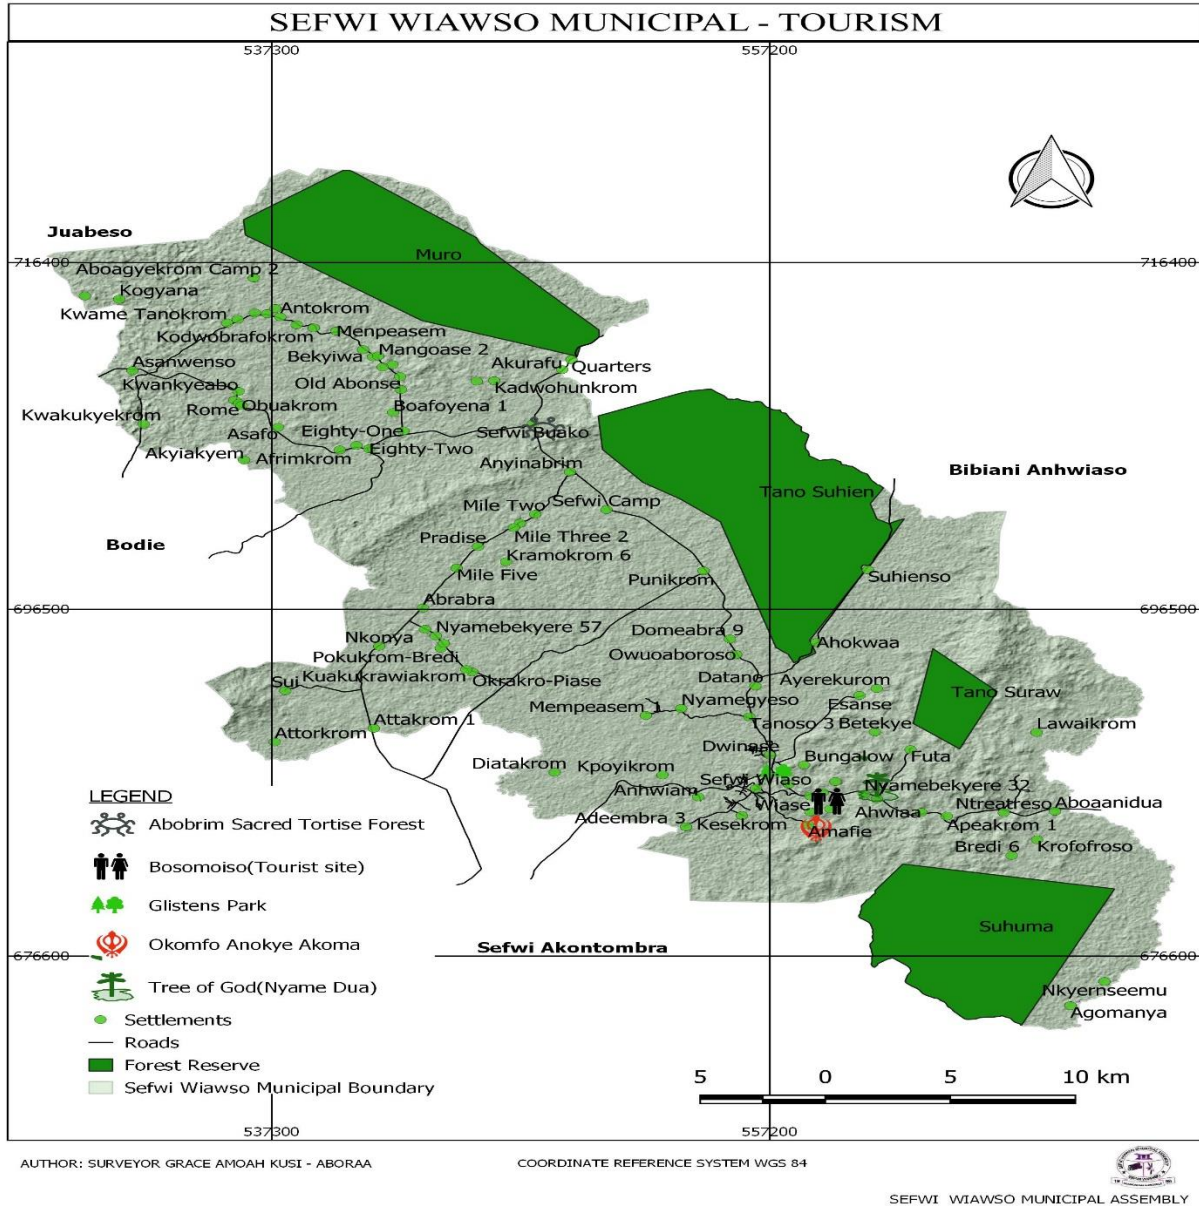 SEFWI WIAWSO MUNICIPAL - TOURISM
537300
557200
Juabeso
716400
716400
Muro
Aboagyekrom Camp 2
Kogyana
Kwame Tanokrom
Antokrom
Kodwobrafokrom
Menpeasem
Asanwenso
Bekyiwa
Mangoase 2
Akurafu
Quarters
Kwankyeabo
Old Abonse
Kadwohunkrom
Kwakukyekrom
Rome
Obuakrom
Boafoyena 1
Asafo
Eighty-One
Sefwi Buako
Akyiakyem
Afrimkrom
Eighty-Two
Anyinabrim
Bibiani Anhwiaso
Tano Suhien
Mile Two
Sefwi Camp
Bodie
Pradise
Mile Three 2
Kramokrom 6
Mile Five
Punikrom
Suhienso
696500
696500
Abrabra
Nkonya
Nyamebekyere 57
Domeabra 9
Ahokwaa
Pokukrom-Bredi
Owuoaboroso
Kuakukrawiakrom
Okrakro-Piase
Datano
Ayerekurom
Sui
Tano Suraw
Mempeasem 1
Nyamegyeso
Esanse
Attakrom 1
Tanoso 3
Betekye
Lawaikrom
Attorkrom
Dwinase
Bungalow
Futa
Diatakrom
Kpoyikrom
Sefwi Wiaso
Nyamebekyere 32
Anhwiam
Wiase
Ahwiaa
Ntreatreso
Aboaanidua
Adeembra 3
Kesekrom
Amafie
Apeakrom 1
Bredi 6
Krofofroso
Suhuma
Sefwi Akontombra
676600
676600
Nkyernseemu
Agomanya
LEGEND
Abobrim Sacred Tortise Forest
Bosomoiso(Tourist site)
Glistens Park
Okomfo Anokye Akoma
Tree of God(Nyame Dua)
Settlements
Roads
Forest Reserve
Sefwi Wiawso Municipal Boundary
5 0 5 10 km
537300
557200
AUTHOR: SURVEYOR GRACE AMOAH KUSI - ABORAA
COORDINATE REFERENCE SYSTEM WGS 84
SEFWI WIAWSO MUNICIPAL ASSEMBLY